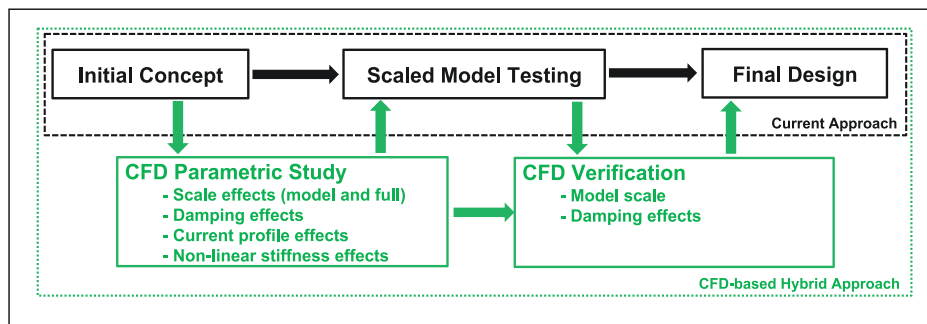 Initial Concept
Scaled Model Testing
Final Design
Current Approach
CFD Parametric Study
- Scale effects (model and full)
- Damping effects
- Current profile effects
- Non-linear stiffness effects
CFD Verification
- Model scale
- Damping effects
CFD-based Hybrid Approach